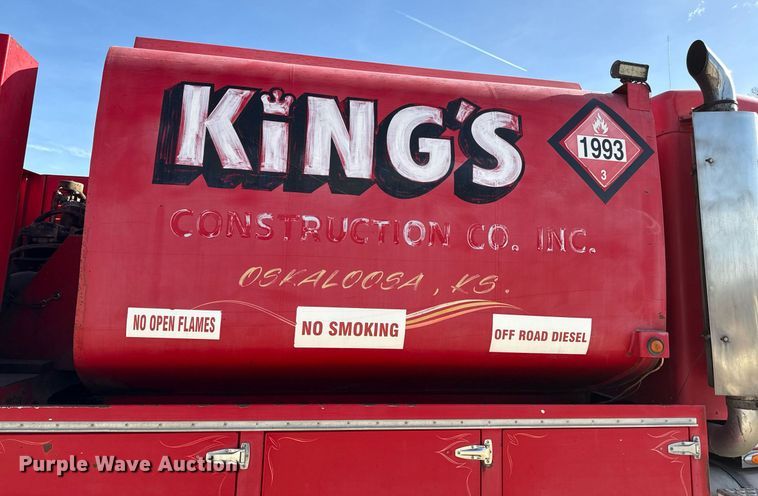 KiNG'S
1993
3
CONSTRUCTION CO. INC.
OSKALOOSA, KS.
NO OPEN FLAMES
NO SMOKING
OFF ROAD DIESEL
Purple Wave Auction